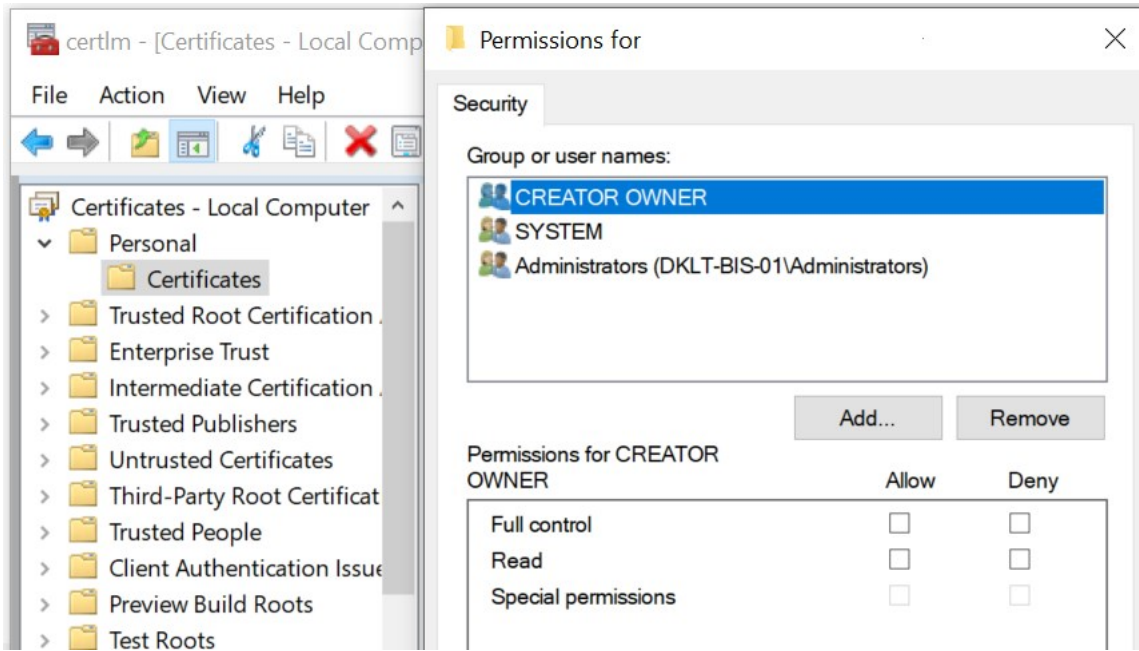 certlm - [Certificates - Local Comp
File Action View Help
Certificates - Local Computer
Personal
Certificates
Trusted Root Certification
Enterprise Trust
Intermediate Certification
Trusted Publishers
Untrusted Certificates
Third-Party Root Certificat
Trusted People
Client Authentication Issue
Preview Build Roots
Test Roots
Permissions for
Security
Group or user names:
CREATOR OWNER
SYSTEM
Administrators (DKLT-BIS-01\Administrators)
Add... Remove
Permissions for CREATOR
OWNER Allow Deny
Full control
Read
Special permissions